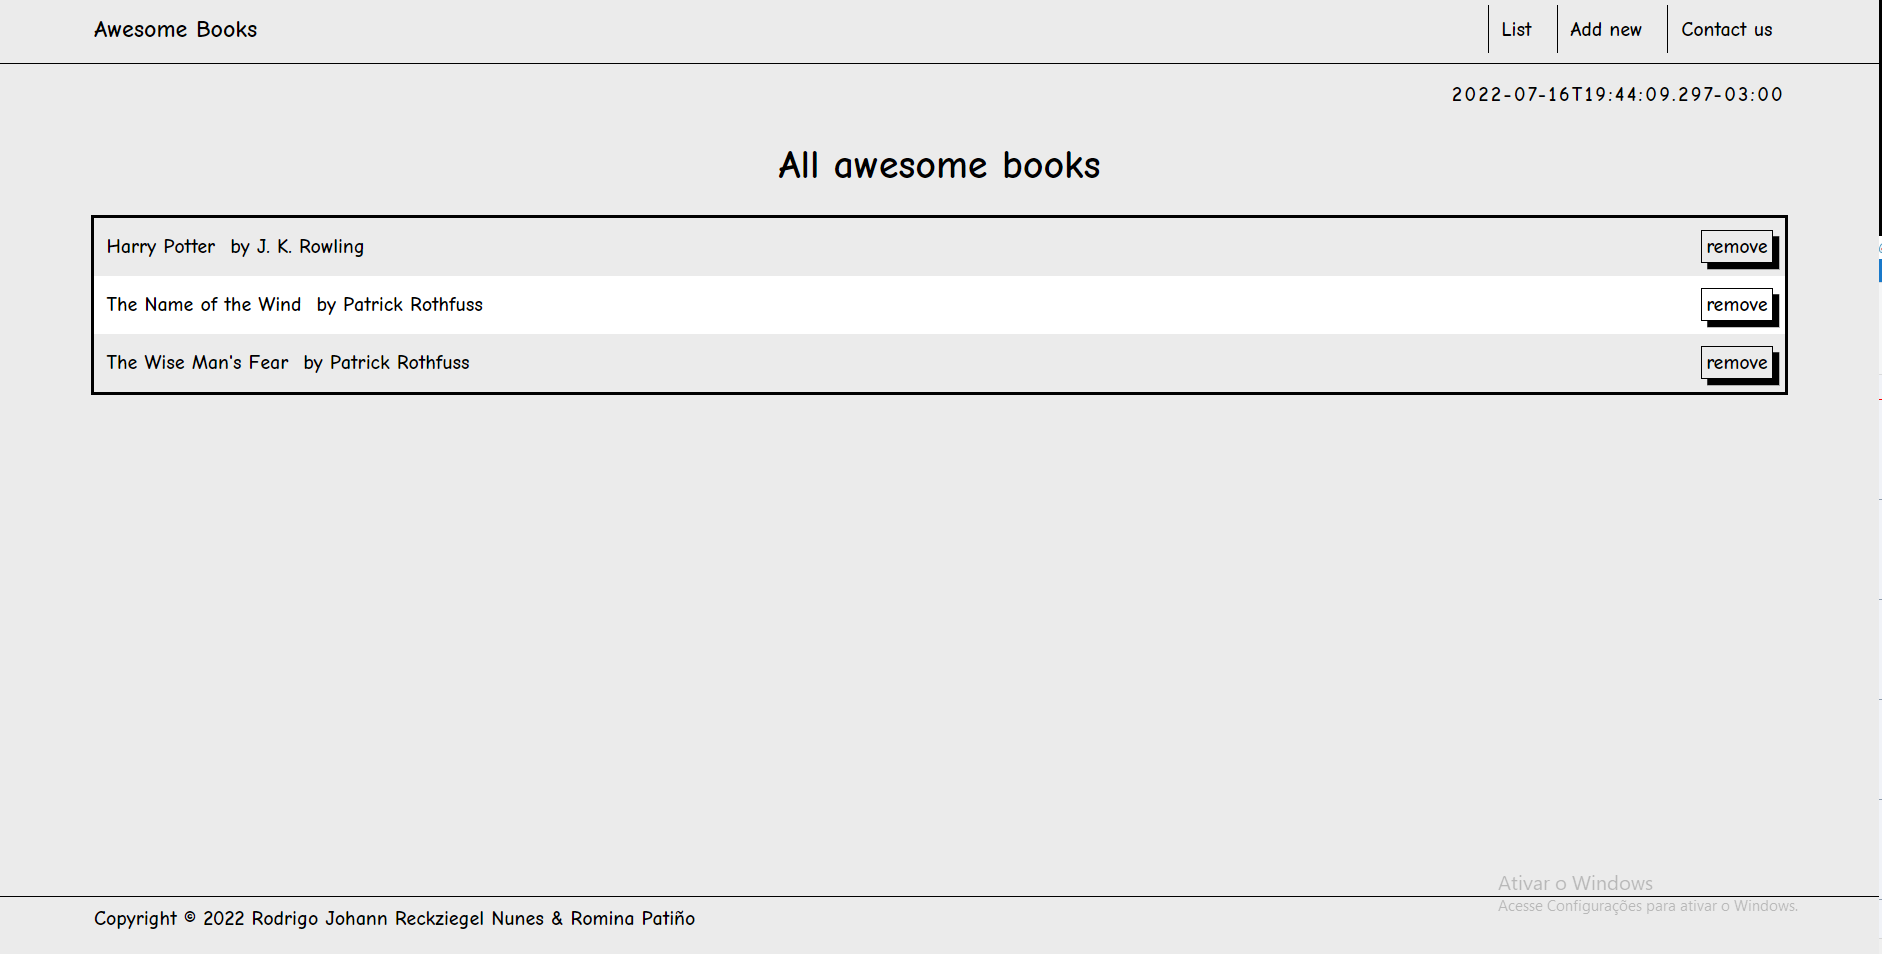 Awesome Books
List
Add new
Contact us
2022-07-16T19:44:09.297-03:00
All awesome books
Harry Potter by J. K. Rowling
remove
The Name of the Wind by Patrick Rothfuss
remove
The Wise Man's Fear by Patrick Rothfuss
remove
Ativar o Windows
Acesse Configurações para ativar o Windows.
Copyright © 2022 Rodrigo Johann Reckziegel Nunes & Romina Patiño